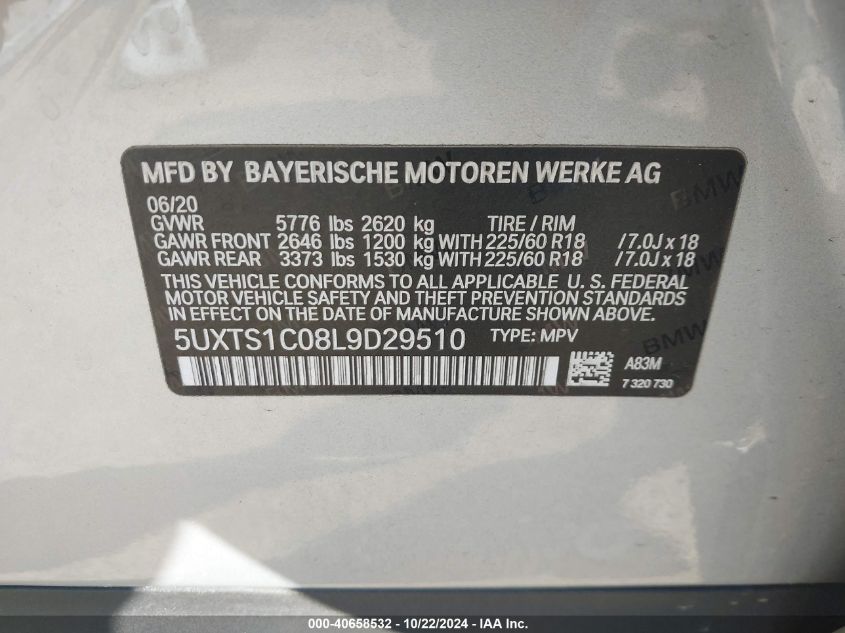 MFD BY BAYERISCHE MOTOREN WERKE AG
06/20
GVWR 5776 lbs 2620 kg TIRE / RIM
GAWR FRONT 2646 lbs 1200 kg WITH 225/60 R18 /7.0J x 18
GAWR REAR 3373 lbs 1530 kg WITH 225/60 R18 /7.0J x 18
THIS VEHICLE CONFORMS TO ALL APPLICABLE U. S. FEDERAL
MOTOR VEHICLE SAFETY AND THEFT PREVENTION STANDARDS
IN EFFECT ON THE DATE OF MANUFACTURE SHOWN ABOVE.
5UXTS1C08L9D29510 TYPE: MPV
A83M
7 320 730
BMW
BMW
000-40658532 - 10/22/2024 - IAA Inc.